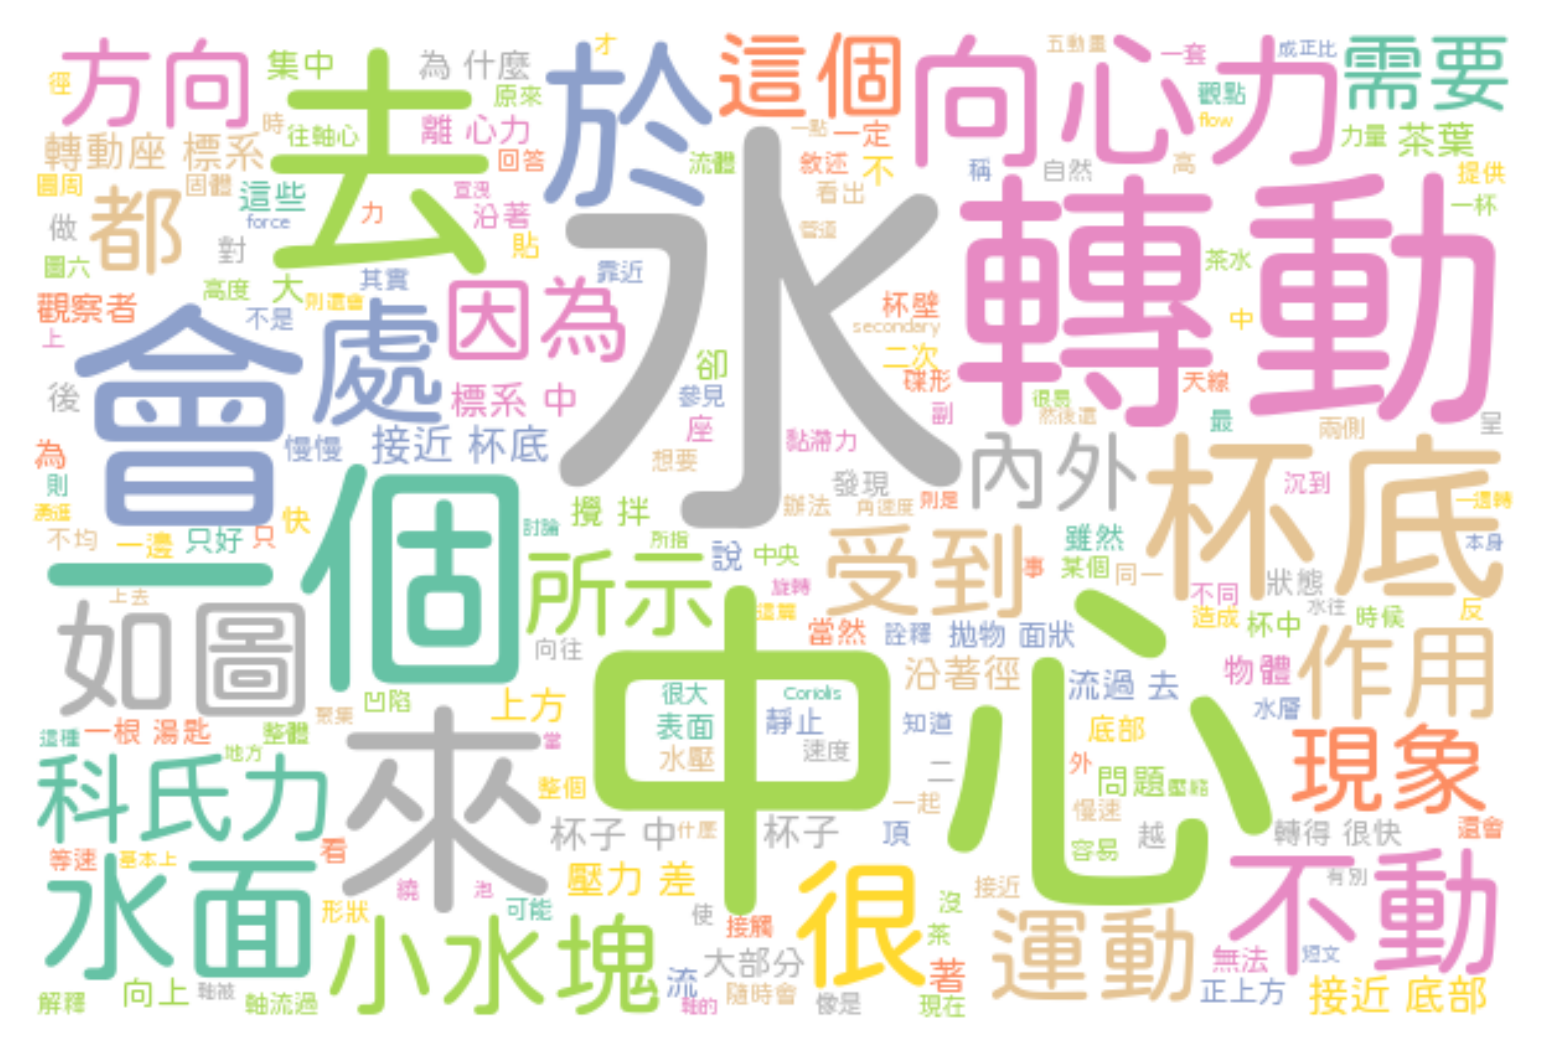 方向
集中
為 什麼
於
才
這個
向心力
五動量
一套
成正比
需要
徑
去
原來
觀點
flow
轉動座 標系
時
往軸心
離 心力
回答
流體
一點
一定
敘述
不
稱
自然
高
力量
茶葉
圓周
固體
這些
force
都
做
對
力
宣洩
沿著
貼
看出
管道
水
轉動
提供
一杯
圖六
高度
大
其實
則還會
靠近
茶水
觀察者
上
不是
因為
杯壁
secondary
中
會
處
二次
卻
碟形
天線
後
標系 中
參見
座
副
很易
然後還
最
兩側
呈
為
則
慢慢
接近 杯底
黏滯力
想要
發現
內外
杯底
沉到
一邊轉
快
攪 拌
討論
辦法
角速度
則是
不均
一邊
只好
只
個
一
所示
所指
說
中央
受到
事
雖然
某個
同一
本身
上去
旋轉
這篇
不同
狀態
造成
水往
杯中
時候
反
如圖
向往
當然
詮釋
拋物 面狀
中心
作用
沿著徑
流過 去
物體
水層
凹陷
聚集
上方
很大
表面
水壓
Coriolis
靜止
速度
知道
底部
這種
一根 湯匙
整體
地方
當
來
科氏力
整個
二
外
問題
現象
一起
慢速
杯子 中
什麼
杯子
頂
容易
越
轉得 很快
還會
等速
基本上
看
繞
泡
壓力 差
很
接近
有別
水面
形狀
可能
使
接觸
沒
茶
不動
小水塊
大部分
流
隨時會
著
運動
無法
短文
解釋
向上
軸被
軸流過
軸的
像是
現在
正上方
接近 底部